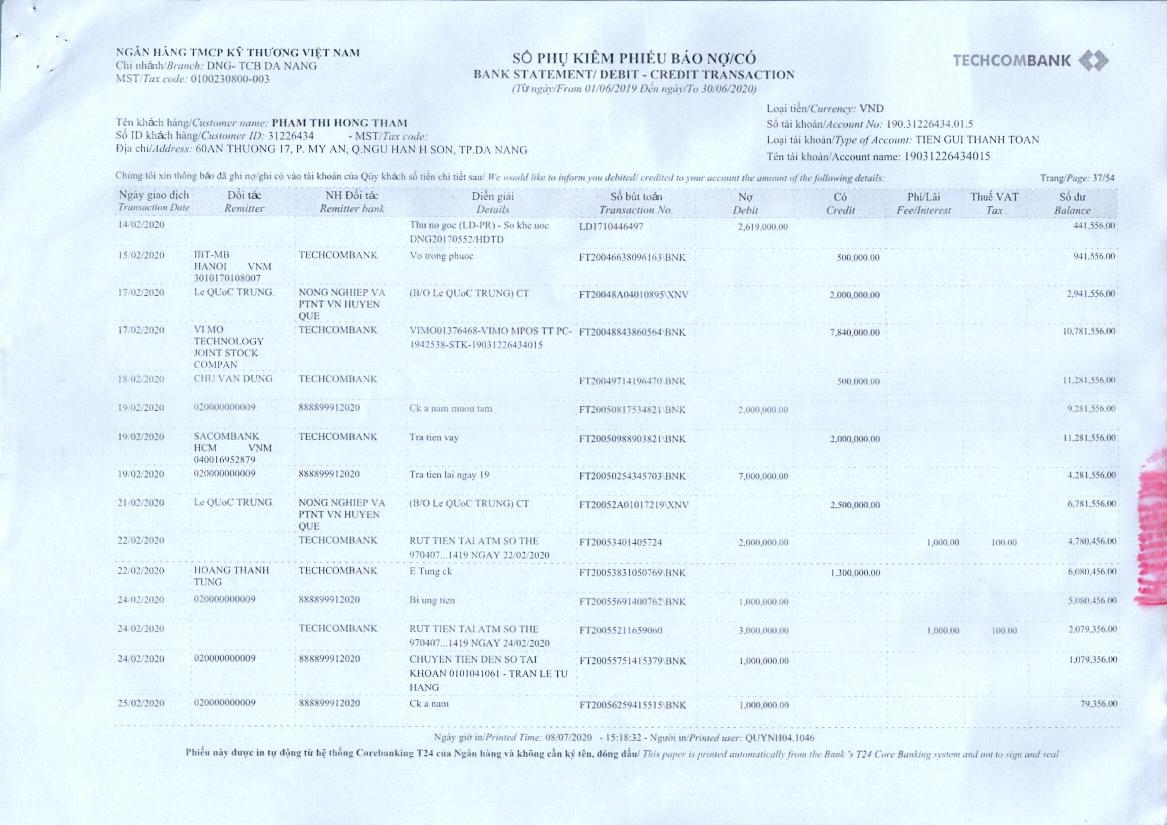 NGÂN HÀNG TMCP KỸ THƯƠNG VIỆT NAM
Chi nhánh/Branch: DNG- TCB DA NANG
MST/Tax code: 0100230800-003
SỔ PHỤ KIÊM PHIẾU BÁO NỢ/CÓ
BANK STATEMENT/ DEBIT - CREDIT TRANSACTION
(Từ ngày/From 01/06/2019 Đến ngày/To 30/06/2020)
TECHCOMBANK
Tên khách hàng/Customer name: PHAM THI HONG THAM
Số ID khách hàng/Customer ID: 31226434 - MST/Tax code:
Địa chỉ/Address: 60AN THUONG 17, P. MY AN, Q.NGU HAN H SON, TP.DA NANG
Loại tiền/Currency: VND
Số tài khoản/Account No: 190.31226434.01.5
Loại tài khoản/Type of Account: TIEN GUI THANH TOAN
Tên tài khoản/Account name: 19031226434015
Chúng tôi xin thông báo đã ghi nợ/ghi có vào tài khoản của Qúy khách số tiền chi tiết sau/ We would like to inform you debited/ credited to your account the amount of the following details:
Trang/Page: 37/54
Ngày giao dịch Đối tác NH Đối tác Diễn giải Số bút toán Nợ Có Phí/Lãi Thuế VAT Số dư
Transaction Date Remitter Remitter bank Details Transaction No. Debit Credit Fee/Interest Tax Balance
14/02/2020 Thu no goc (LD-PR) - So khe uoc LD1710446497 2,619,000.00 441,556.00
DNG20170552/HDTD
15/02/2020 IBT-MB TECHCOMBANK Vo trong phuoc FT20046638096163\BNK 500,000.00 941,556.00
HANOI VNM
3010170108007
17/02/2020 Le QUoC TRUNG. NONG NGHIEP VA (B/O Le QUoC TRUNG) CT FT20048A04010895\XNV 2,000,000.00 2,941,556.00
PTNT VN HUYEN
QUE
17/02/2020 VI MO TECHCOMBANK VIMO01376468-VIMO MPOS TT PC- FT20048843860564\BNK 7,840,000.00 10,781,556.00
TECHNOLOGY 1942538-STK-19031226434015
JOINT STOCK
COMPAN
18/02/2020 CHU VAN DUNG TECHCOMBANK FT20049714196470\BNK 500,000.00 11,281,556.00
19/02/2020 020000000009 888899912020 Ck a nam muon tam FT20050817534821\BNK 2,000,000.00 9,281,556.00
19/02/2020 SACOMBANK TECHCOMBANK Tra tien vay FT20050988903821\BNK 2,000,000.00 11,281,556.00
HCM VNM
040016952879
19/02/2020 020000000009 888899912020 Tra tien lai ngay 19 FT20050254345703\BNK 7,000,000.00 4,281,556.00
21/02/2020 Le QUoC TRUNG. NONG NGHIEP VA (B/O Le QUoC TRUNG) CT FT20052A01017219\XNV 2,500,000.00 6,781,556.00
PTNT VN HUYEN
QUE
22/02/2020 TECHCOMBANK RUT TIEN TAI ATM SO THE FT20053401405724 2,000,000.00 1,000.00 100.00 4,780,456.00
970407...1419 NGAY 22/02/2020
22/02/2020 HOANG THANH TECHCOMBANK E Tung ck FT20053831050769\BNK 1,300,000.00 6,080,456.00
TUNG
24/02/2020 020000000009 888899912020 Bi ung tien FT20055691400762\BNK 1,000,000.00 5,080,456.00
24/02/2020 TECHCOMBANK RUT TIEN TAI ATM SO THE FT20055211659060 3,000,000.00 1,000.00 100.00 2,079,356.00
970407...1419 NGAY 24/02/2020
24/02/2020 020000000009 888899912020 CHUYEN TIEN DEN SO TAI FT20055751415379\BNK 1,000,000.00 1,079,356.00
KHOAN 0101041061 - TRAN LE TU
HANG
25/02/2020 020000000009 888899912020 Ck a nam FT20056259415515\BNK 1,000,000.00 79,356.00
Ngày giờ in/Printed Time: 08/07/2020 - 15:18:32 - Người in/Printed user: QUYNH04.1046
Phiếu này được in tự động từ hệ thống Corebanking T24 của Ngân hàng và không cần ký tên, đóng dấu/ This paper is printed automatically from the Bank 's T24 Core Banking system and not to sign and seal